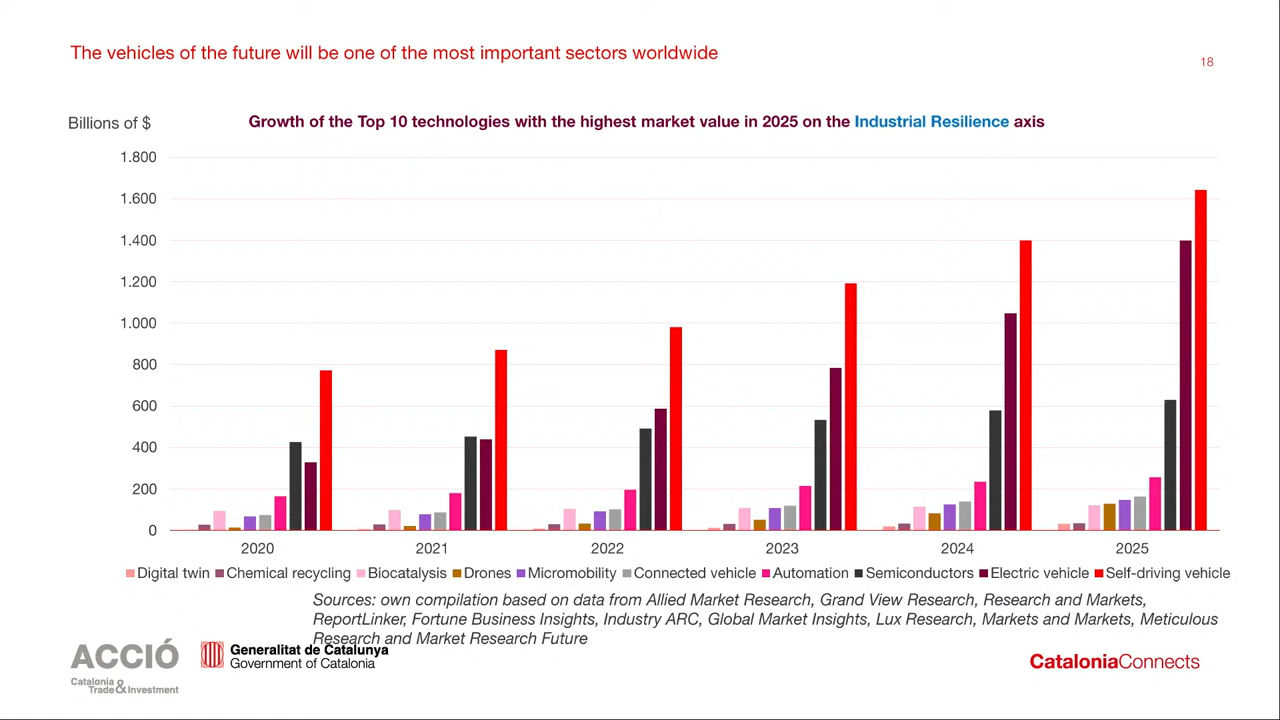 The vehicles of the future will be one of the most important sectors worldwide
18
Billions of $
Growth of the Top 10 technologies with the highest market value in 2025 on the Industrial Resilience axis
1.800
1.600
1.400
1.200
1.000
800
600
400
200
0
2020 2021 2022 2023 2024 2025
Digital twin Chemical recycling Biocatalysis Drones Micromobility Connected vehicle Automation Semiconductors Electric vehicle Self-driving vehicle
Sources: own compilation based on data from Allied Market Research, Grand View Research, Research and Markets,
ReportLinker, Fortune Business Insights, Industry ARC, Global Market Insights, Lux Research, Markets and Markets, Meticulous
Research and Market Research Future
ACCIÓ
Catalonia
Trade & Investment
Generalitat de Catalunya
Government of Catalonia
CataloniaConnects